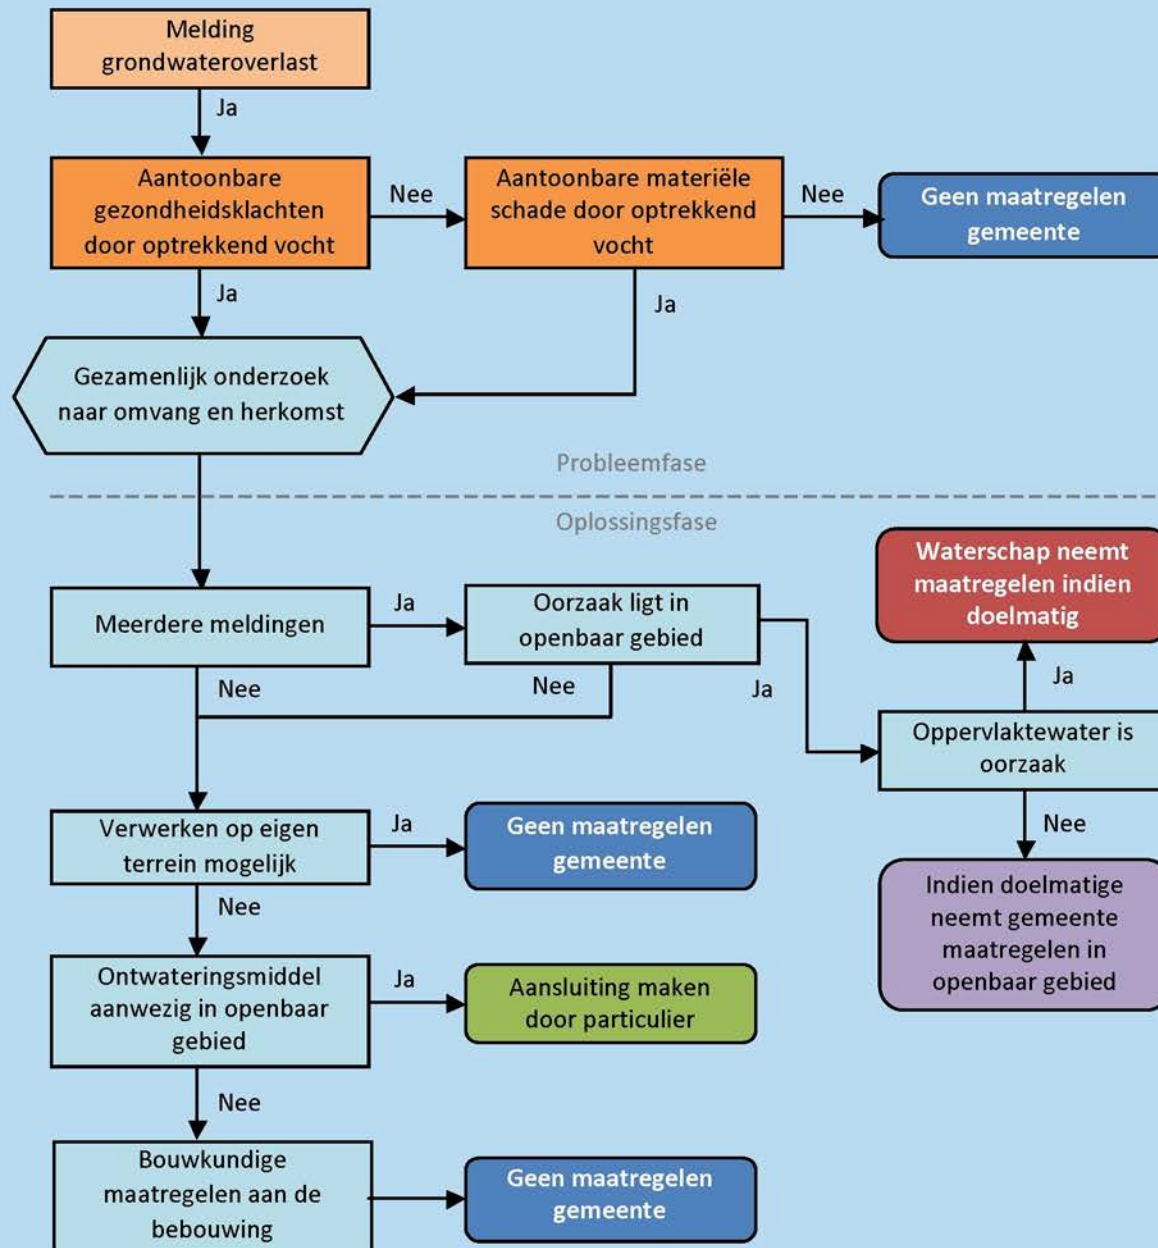 Melding
grondwateroverlast
Ja
Aantoonbare
gezondheidsklachten
door optrekkend vocht
Nee
Aantoonbare materiële
schade door optrekkend
vocht
Nee
Geen maatregelen
gemeente
Ja
Ja
Gezamenlijk onderzoek
naar omvang en herkomst
Probleemfase
Oplossingsfase
Meerdere meldingen
Ja
Oorzaak ligt in
openbaar gebied
Waterschap neemt
maatregelen indien
doelmatig
Nee
Nee
Ja
Ja
Oppervlaktewater is
oorzaak
Nee
Verwerken op eigen
terrein mogelijk
Ja
Geen maatregelen
gemeente
Indien doelmatige
neemt gemeente
maatregelen in
openbaar gebied
Nee
Ontwateringsmiddel
aanwezig in openbaar
gebied
Ja
Aansluiting maken
door particulier
Nee
Bouwkundige
maatregelen aan de
bebouwing
Geen maatregelen
gemeente